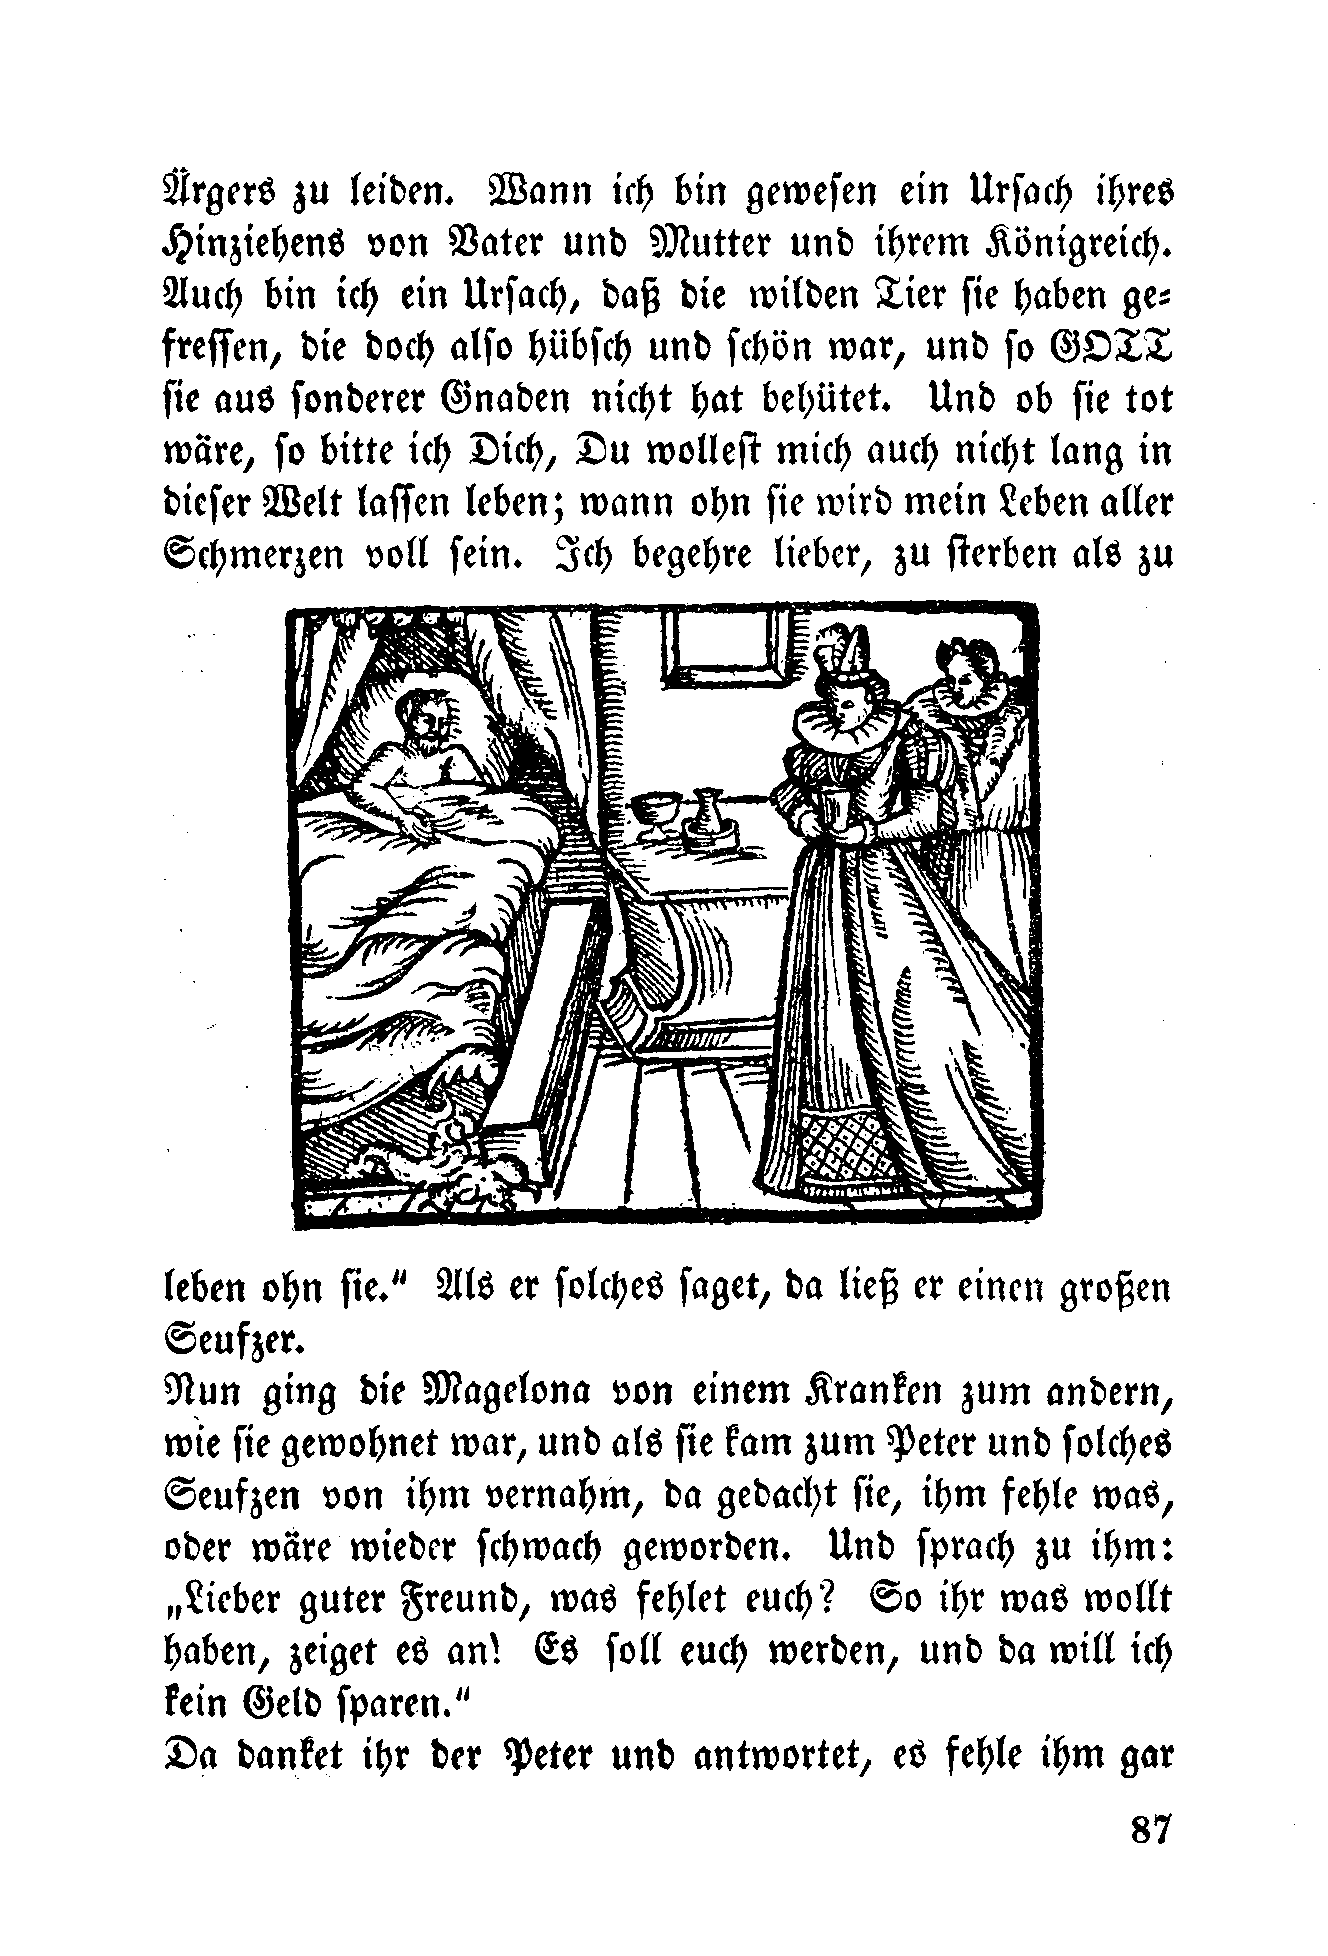 Ärgers zu leiden. Wann ich bin gewesen ein Ursach ihres
Hinziehens von Vater und Mutter und ihrem Königreich.
Auch bin ich ein Ursach, daß die wilden Tier sie haben ge-
fressen, die doch also hübsch und schön war, und so GOTT
sie aus sonderer Gnaden nicht hat behütet. Und ob sie tot
wäre, so bitte ich Dich, Du wollest mich auch nicht lang in
dieser Welt lassen leben; wann ohn sie wird mein Leben aller
Schmerzen voll sein. Ich begehre lieber, zu sterben als zu
leben ohn sie.“ Als er solches saget, da ließ er einen großen
Seufzer.
Nun ging die Magelona von einem Kranken zum andern,
wie sie gewohnet war, und als sie kam zum Peter und solches
Seufzen von ihm vernahm, da gedacht sie, ihm fehle was,
oder wäre wieder schwach geworden. Und sprach zu ihm:
„Lieber guter Freund, was fehlet euch? So ihr was wollt
haben, zeiget es an! Es soll euch werden, und da will ich
kein Geld sparen.“
Da danket ihr der Peter und antwortet, es fehle ihm gar
87